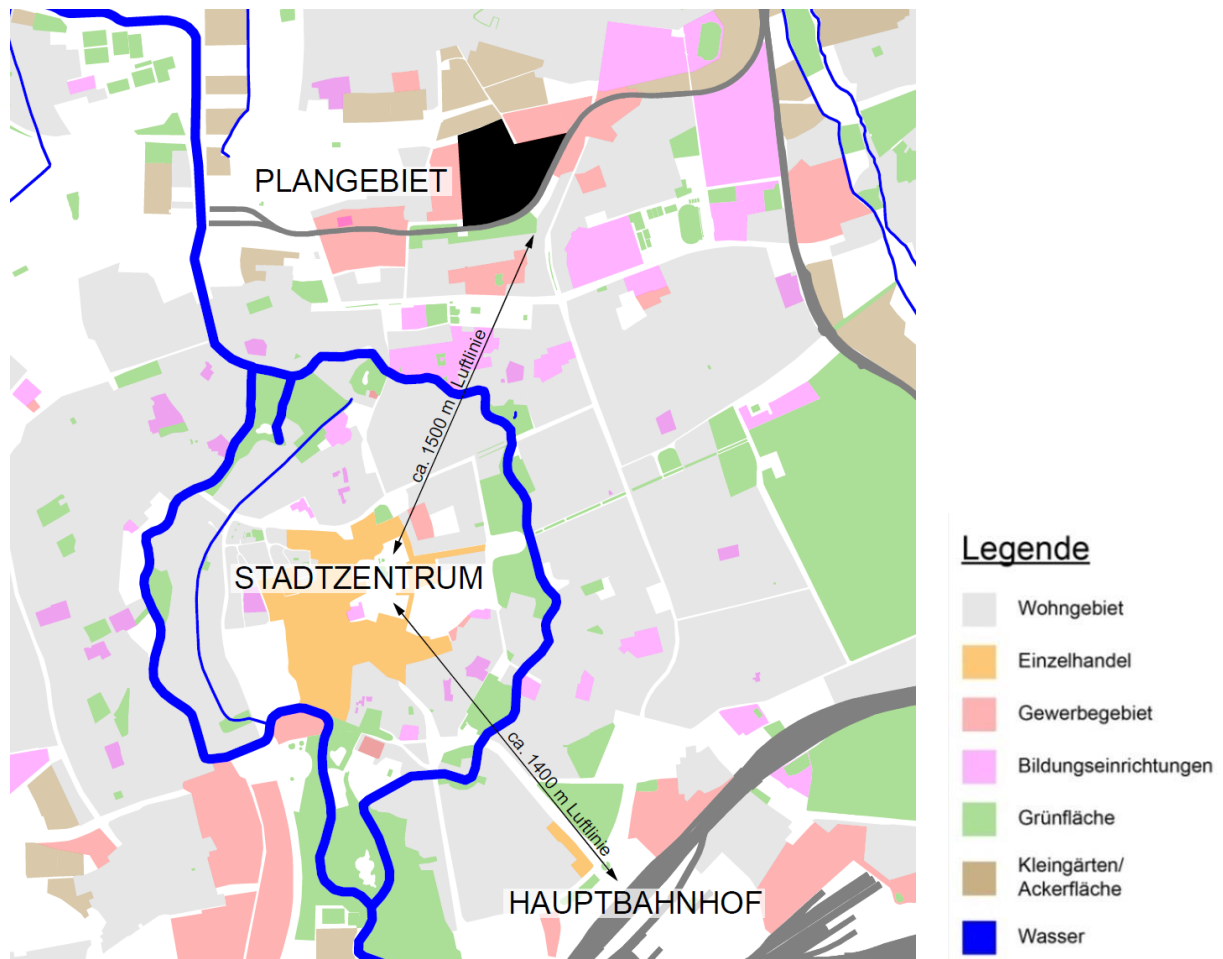 PLANGEBIET
ca. 1500 m Luftlinie
STADTZENTRUM
ca. 1400 m Luftlinie
HAUPTBAHNHOF
Legende
Wohngebiet
Einzelhandel
Gewerbegebiet
Bildungseinrichtungen
Grünfläche
Kleingärten/
Ackerfläche
Wasser